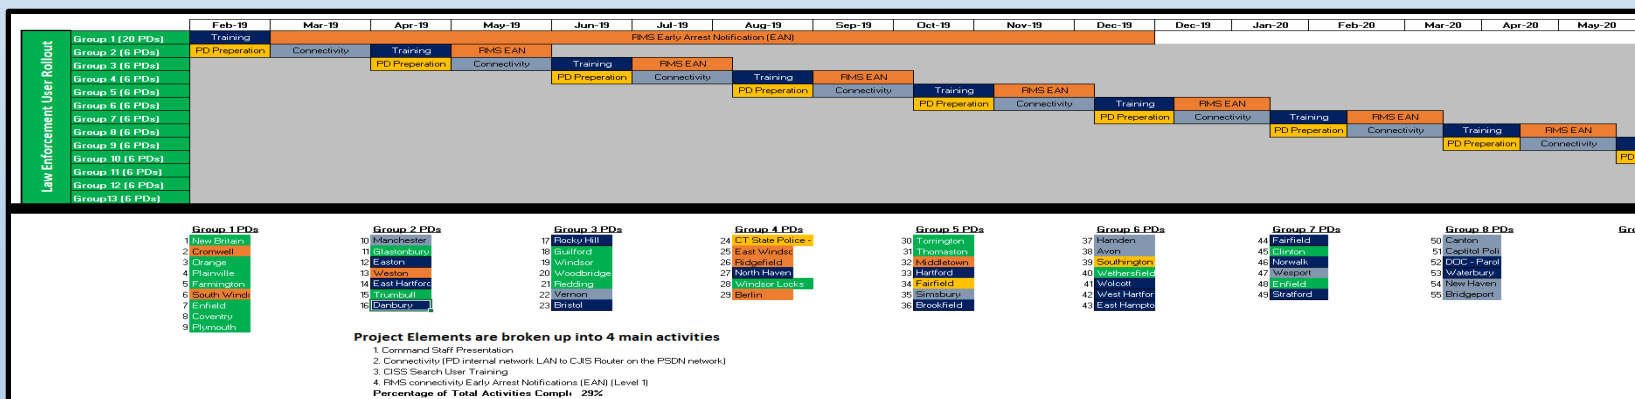 Feb-19 Mar-19 Apr-19 May-19 Jun-19 Jul-19 Aug-19 Sep-19 Oct-19 Nov-19 Dec-19 Dec-19 Jan-20 Feb-20 Mar-20 Apr-20 May-20
Law Enforcement User Rollout
Group 1 (20 PDs) Training RMS Early Arrest Notification (EAN)
Group 2 (6 PDs) PD Preperation Connectivity Training RMS EAN
Group 3 (6 PDs) PD Preperation Connectivity Training RMS EAN
Group 4 (6 PDs) PD Preperation Connectivity Training RMS EAN
Group 5 (6 PDs) PD Preperation Connectivity Training RMS EAN
Group 6 (6 PDs) PD Preperation Connectivity Training RMS EAN
Group 7 (6 PDs) PD Preperation Connectivity Training RMS EAN
Group 8 (6 PDs) PD Preperation Connectivity Training RMS EAN
Group 9 (6 PDs) PD Preperation Connectivity
Group 10 (6 PDs) PD
Group 11 (6 PDs)
Group 12 (6 PDs)
Group13 (6 PDs)
Group 1 PDs Group 2 PDs Group 3 PDs Group 4 PDs Group 5 PDs Group 6 PDs Group 7 PDs Group 8 PDs Gro
1 New Britain 10 Manchester 17 Rocky Hill 24 CT State Police - 30 Torrington 37 Hamden 44 Fairfield 50 Canton
2 Cromwell 11 Glastonbury 18 Guilford 25 East Windsc 31 Thomaston 38 Avon 45 Clinton 51 Captitol Poli
3 Orange 12 Easton 19 Windsor 26 Ridgefield 32 Middletown 39 Southington 46 Norwalk 52 DOC - Parol
4 Plainville 13 Weston 20 Woodbridge 27 North Haven 33 Hartford 40 Wethersfield 47 Wesport 53 Waterbury
5 Farmington 14 East Hartforc 21 Redding 28 Windsor Locks 34 Fairfield 41 Wolcott 48 Enfield 54 New Haven
6 South Winds 15 Trumbull 22 Vernon 29 Berlin 35 Simsbury 42 West Hartfor 49 Stratford 55 Bridgeport
7 Enfield 16 Danbury 23 Bristol 36 Brookfield 43 East Hampto
8 Coventry
9 Plymouth
Project Elements are broken up into 4 main activities
1. Command Staff Presentation
2. Connectivity (PD internal network LAN to CJIS Router on the PSDN network)
3. CISS Search User Training
4. RMS connectivity Early Arrest Notifications (EAN) (Level 1)
Percentage of Total Activities Comple 29%